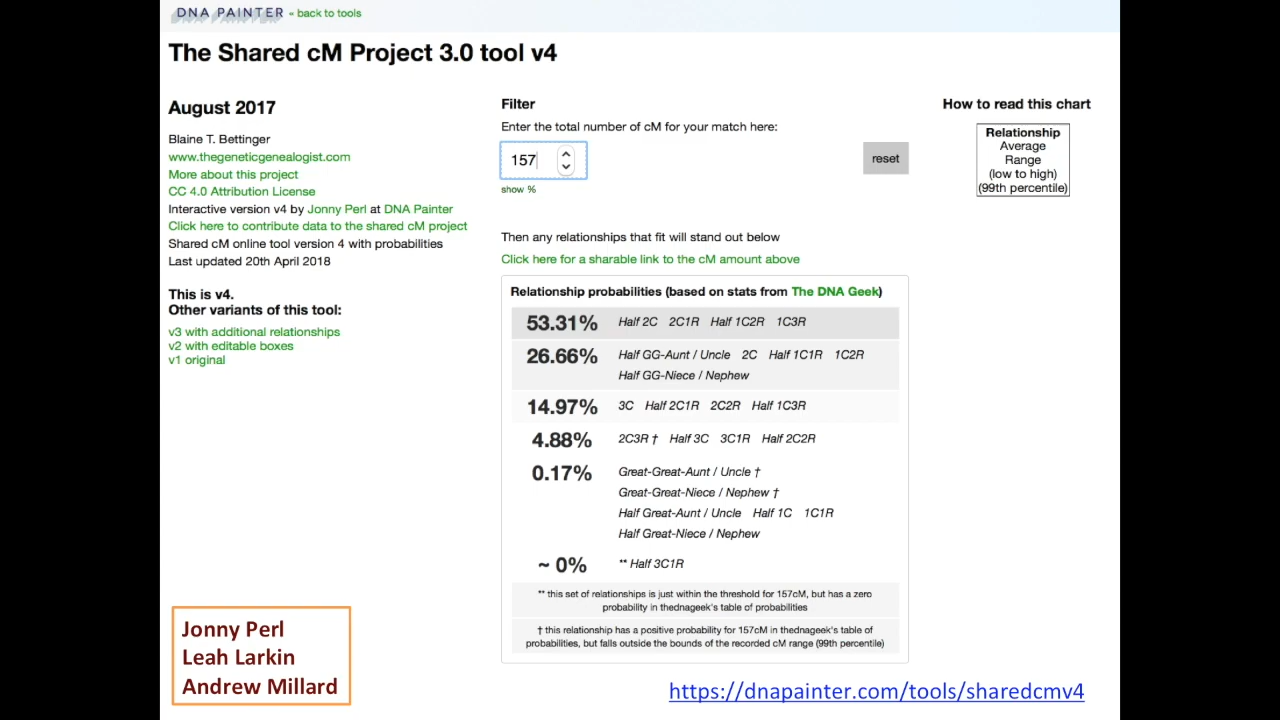 DNA PAINTER « back to tools
The Shared cM Project 3.0 tool v4
August 2017
Blaine T. Bettinger
www.thegeneticgenealogist.com
More about this project
CC 4.0 Attribution License
Interactive version v4 by Jonny Perl at DNA Painter
Click here to contribute data to the shared cM project
Shared cM online tool version 4 with probabilities
Last updated 20th April 2018
This is v4.
Other variants of this tool:
v3 with additional relationships
v2 with editable boxes
v1 original
Filter
Enter the total number of cM for your match here:
157
reset
show %
Then any relationships that fit will stand out below
Click here for a sharable link to the cM amount above
Relationship probabilities (based on stats from The DNA Geek)
53.31% Half 2C 2C1R Half 1C2R 1C3R
26.66% Half GG-Aunt / Uncle 2C Half 1C1R 1C2R
Half GG-Niece / Nephew
14.97% 3C Half 2C1R 2C2R Half 1C3R
4.88% 2C3R † Half 3C 3C1R Half 2C2R
0.17% Great-Great-Aunt / Uncle †
Great-Great-Niece / Nephew †
Half Great-Aunt / Uncle Half 1C 1C1R
Half Great-Niece / Nephew
~ 0% ** Half 3C1R
** this set of relationships is just within the threshold for 157cM, but has a zero
probability in thednageek's table of probabilities
† this relationship has a positive probability for 157cM in thednageek's table of
probabilities, but falls outside the bounds of the recorded cM range (99th percentile)
How to read this chart
Relationship
Average
Range
(low to high)
(99th percentile)
Jonny Perl
Leah Larkin
Andrew Millard
https://dnapainter.com/tools/sharedcmv4